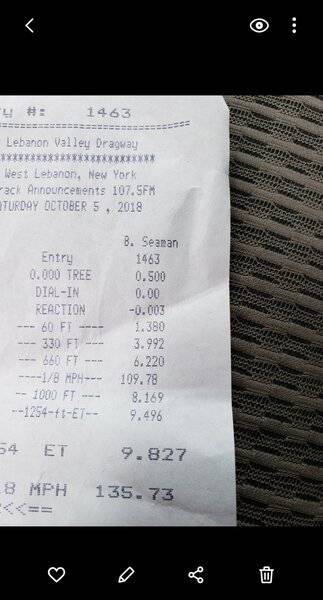 y #: 1463
==============================
Lebanon Valley Dragway
**************************
West Lebanon, New York
rack Announcements 107.5FM
ATURDAY OCTOBER 5 , 2018
B. Seaman
Entry 1463
0.000 TREE 0.500
DIAL-IN 0.00
REACTION -0.003
--- 60 FT ---- 1.380
--- 330 FT --- 3.992
--- 660 FT --- 6.220
----1/8 MPH--- 109.78
-- 1000 FT --- 8.169
--1254-ft-ET-- 9.496
54 ET 9.827
8 MPH 135.73
<<==